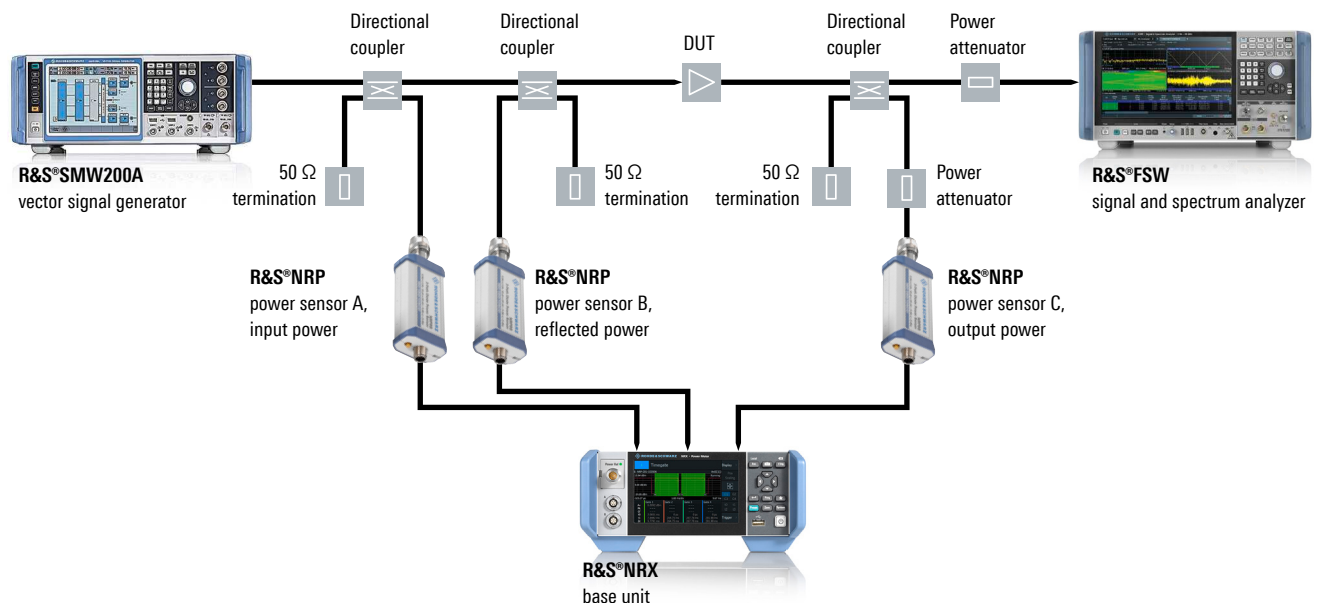 Directional
coupler
Directional
coupler
DUT
Directional
coupler
Power
attenuator
R&S®SMW200A
vector signal generator
50 Ω
termination
50 Ω
termination
50 Ω
termination
Power
attenuator
R&S®FSW
signal and spectrum analyzer
R&S®NRP
power sensor A,
input power
R&S®NRP
power sensor B,
reflected power
R&S®NRP
power sensor C,
output power
R&S®NRX
base unit